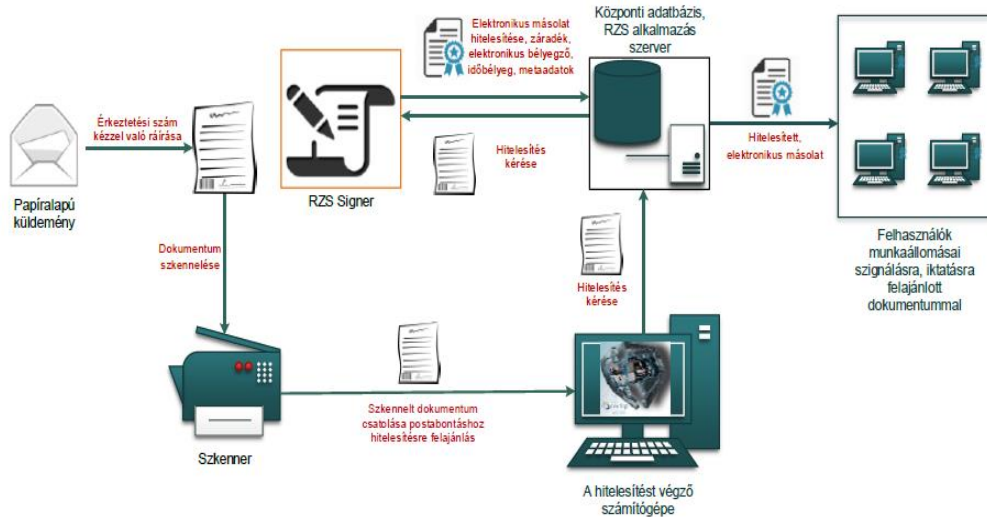 Elektronikus másolat
hitelesítése, záradék,
elektronikus bélyegző,
időbélyeg, metaadatok
Központi adatbázis,
RZS alkalmazás
szerver
Érkeztetési szám
kézzel való ráírása
Papíralapú
küldemény
RZS Signer
Hitelesítés
kérése
Hitelesített,
elektronikus másolat
Felhasználók
munkaállomásai
szignálásra, iktatásra
felajánlott
dokumentummal
Dokumentum
szkennelése
Hitelesítés
kérése
Szkennelt dokumentum
csatolása postabontáshoz
hitelesítésre felajánlás
Szkenner
A hitelesítést végző
számítógépe